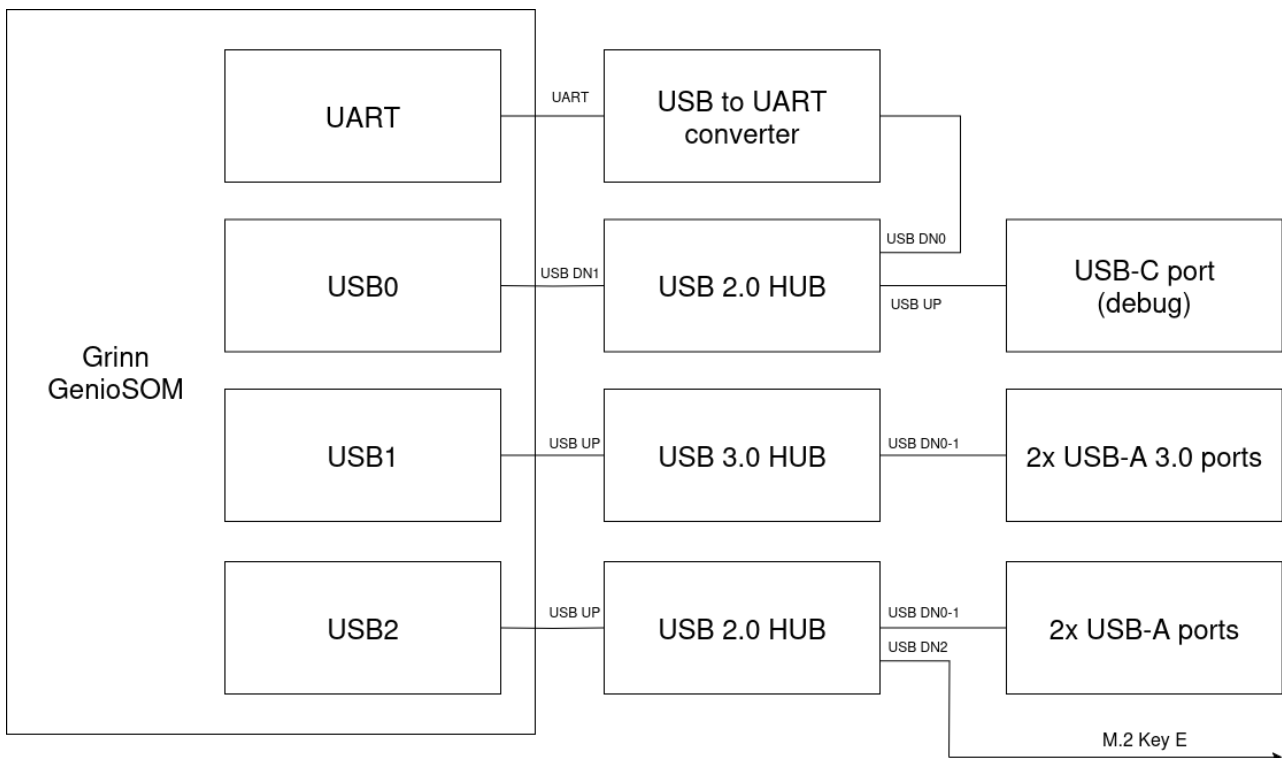 UART
UART
USB to UART
converter
USB DN0
USB0
USB DN1
USB 2.0 HUB
USB UP
USB-C port
(debug)
Grinn
GenioSOM
USB1
USB UP
USB 3.0 HUB
USB DN0-1
2x USB-A 3.0 ports
USB2
USB UP
USB 2.0 HUB
USB DN0-1
USB DN2
2x USB-A ports
M.2 Key E